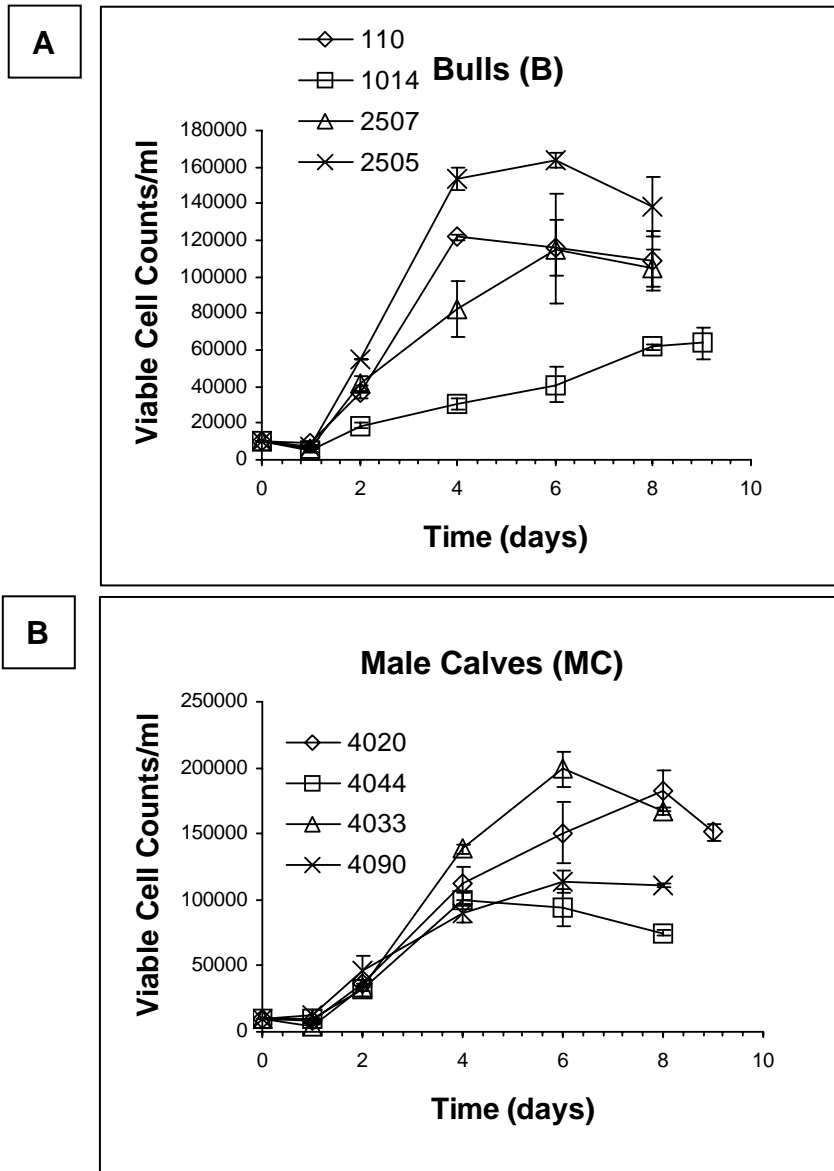 A
110
1014
2507
2505
Bulls (B)
Viable Cell Counts/ml
180000
160000
140000
120000
100000
80000
60000
40000
20000
0
0 2 4 6 8 10
Time (days)
B
Male Calves (MC)
4020
4044
4033
4090
Viable Cell Counts/ml
250000
200000
150000
100000
50000
0
0 2 4 6 8 10
Time (days)